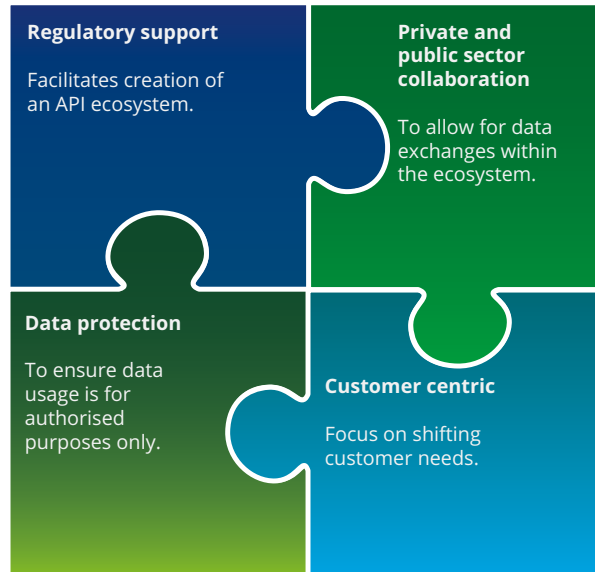 Regulatory support
Facilitates creation of
an API ecosystem.
Private and
public sector
collaboration
To allow for data
exchanges within
the ecosystem.
Data protection
To ensure data
usage is for
authorised
purposes only.
Customer centric
Focus on shifting
customer needs.